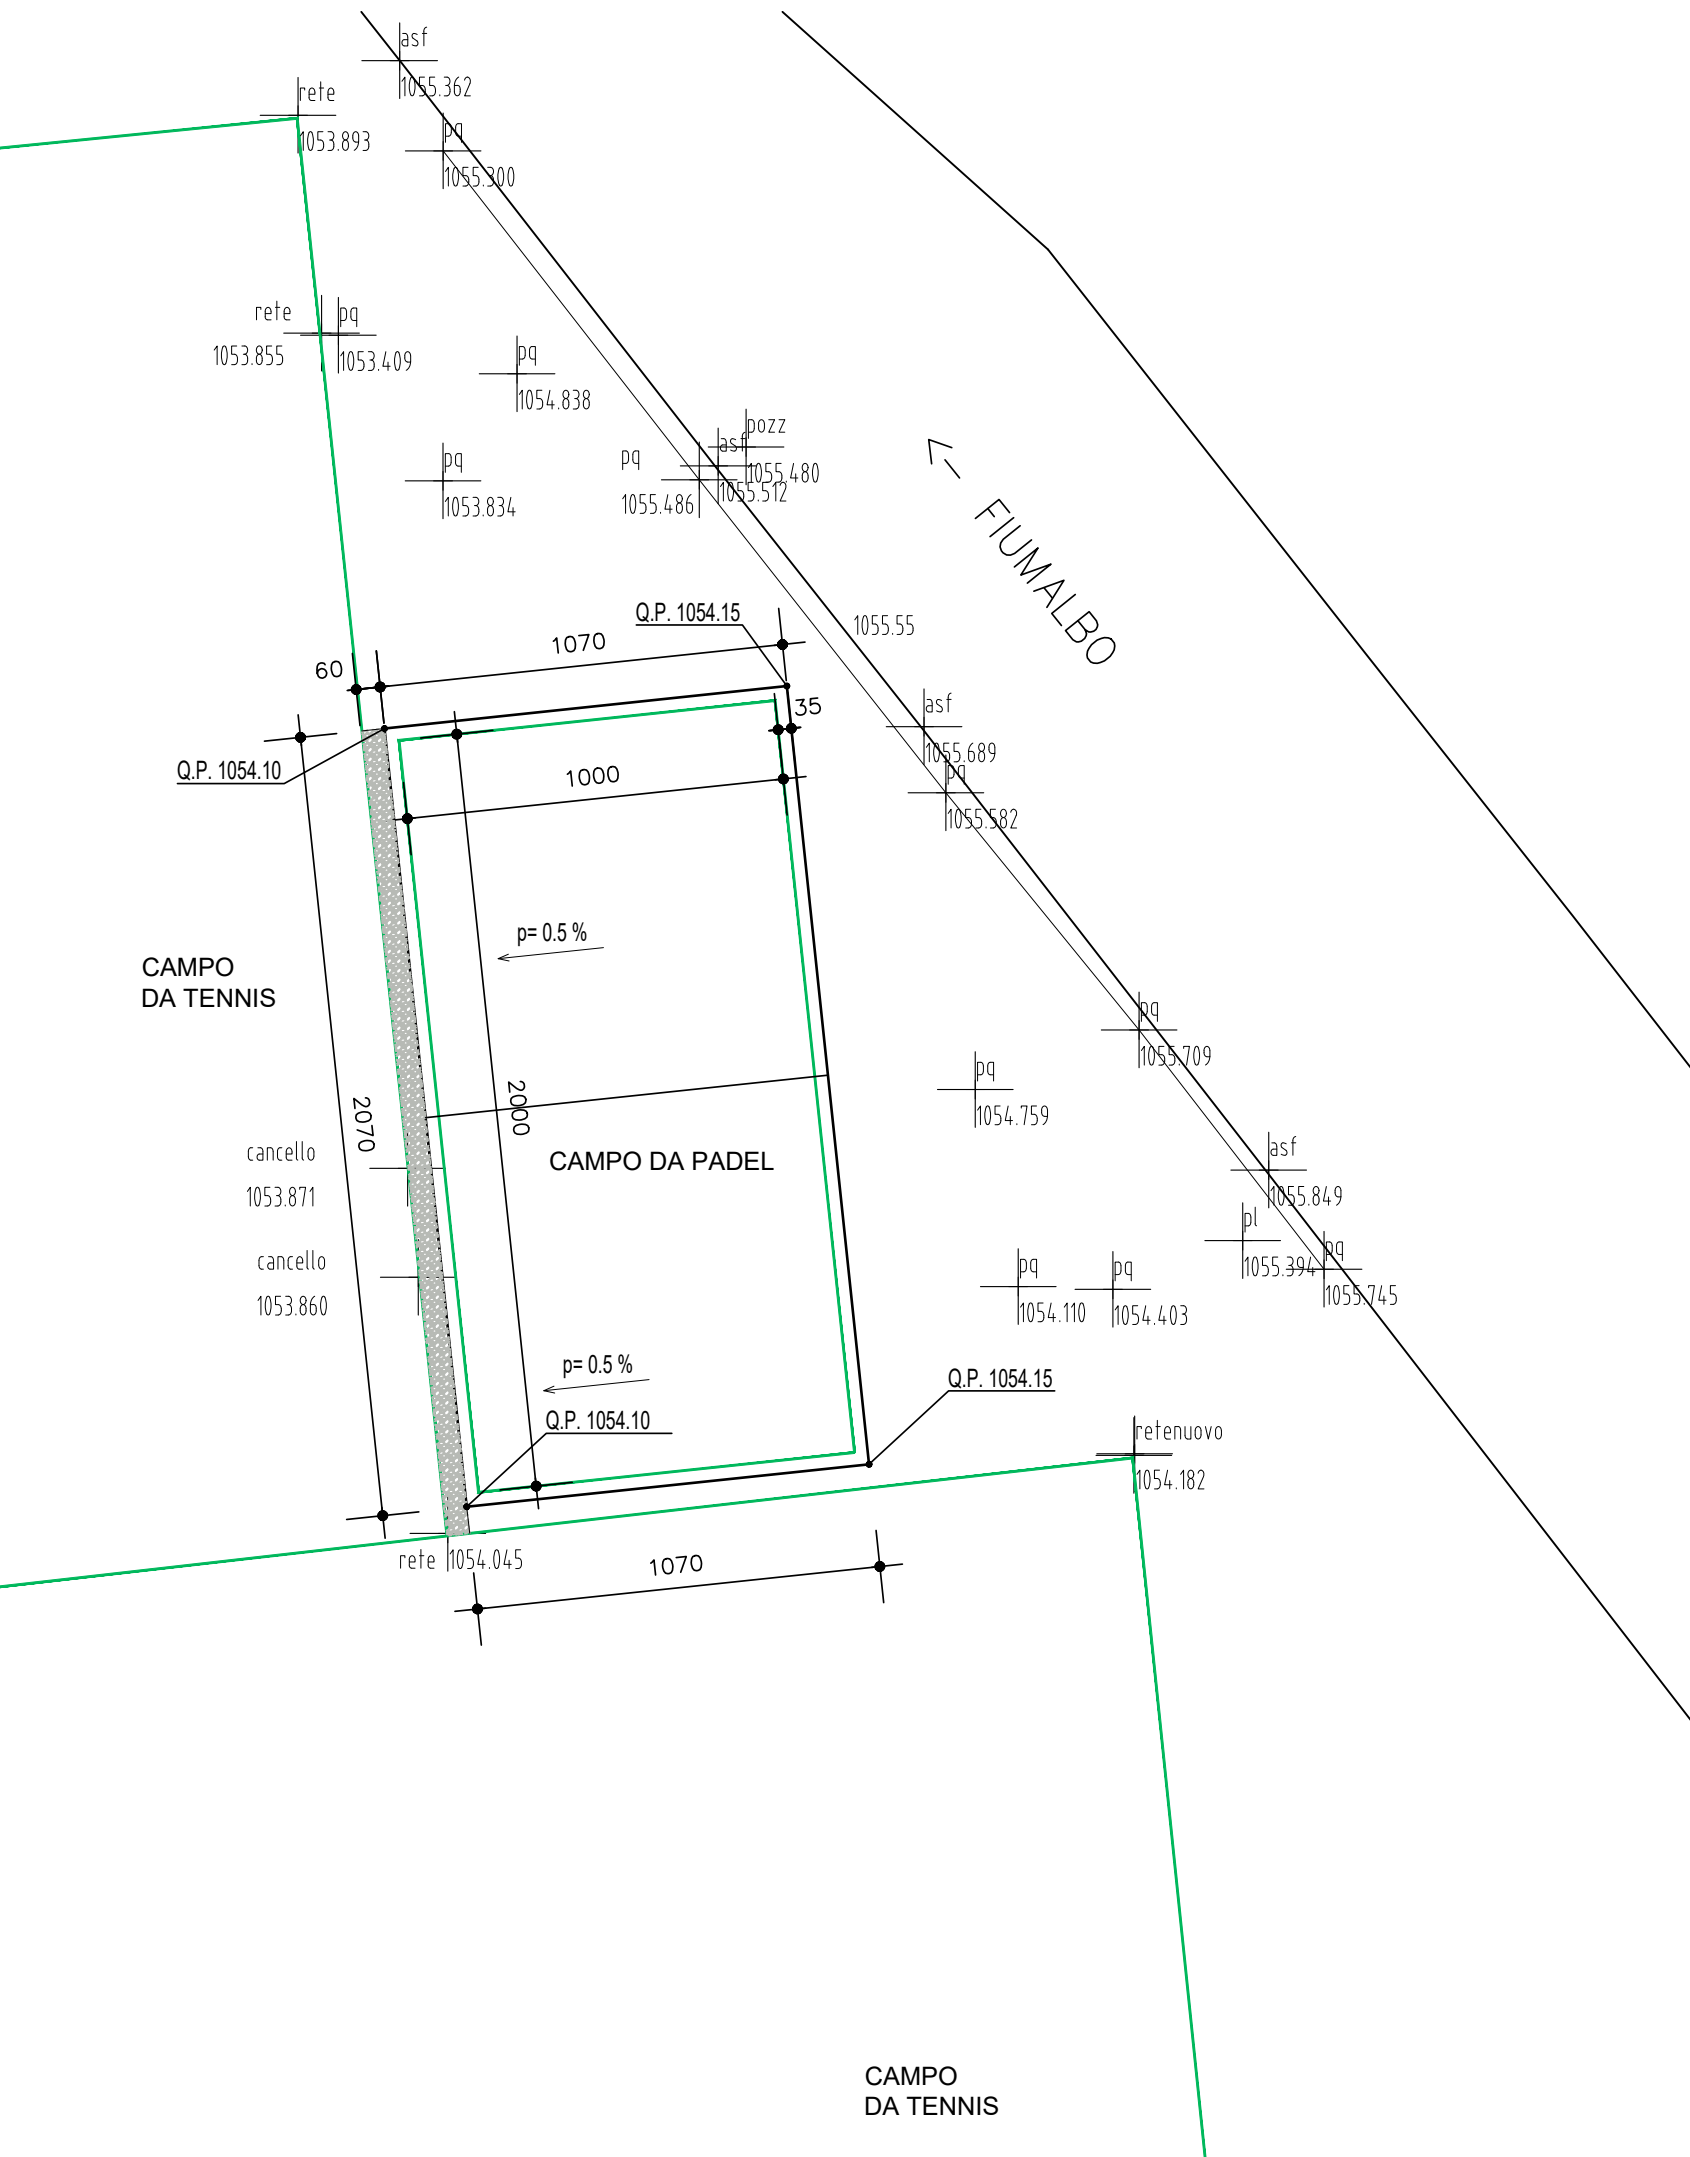 asf
1055.362
rete
1053.893
pq
1055.300
rete
1053.855
pq
1053.409
pq
1054.838
pozz
1055.480
asf
1055.512
pq
1055.486
pq
1053.834
← FIUMALBO
Q.P. 1054.15
1055.55
1070
60
35
asf
1055.689
Q.P. 1054.10
1000
pq
1055.582
p= 0.5 %
CAMPO
DA TENNIS
pq
1055.709
pq
1054.759
2070
2000
cancello
1053.871
CAMPO DA PADEL
asf
1055.849
pl
1055.394
pq
1055.745
cancello
1053.860
pq
1054.110
pq
1054.403
p= 0.5 %
Q.P. 1054.15
Q.P. 1054.10
retenuovo
1054.182
rete 1054.045
1070
CAMPO
DA TENNIS